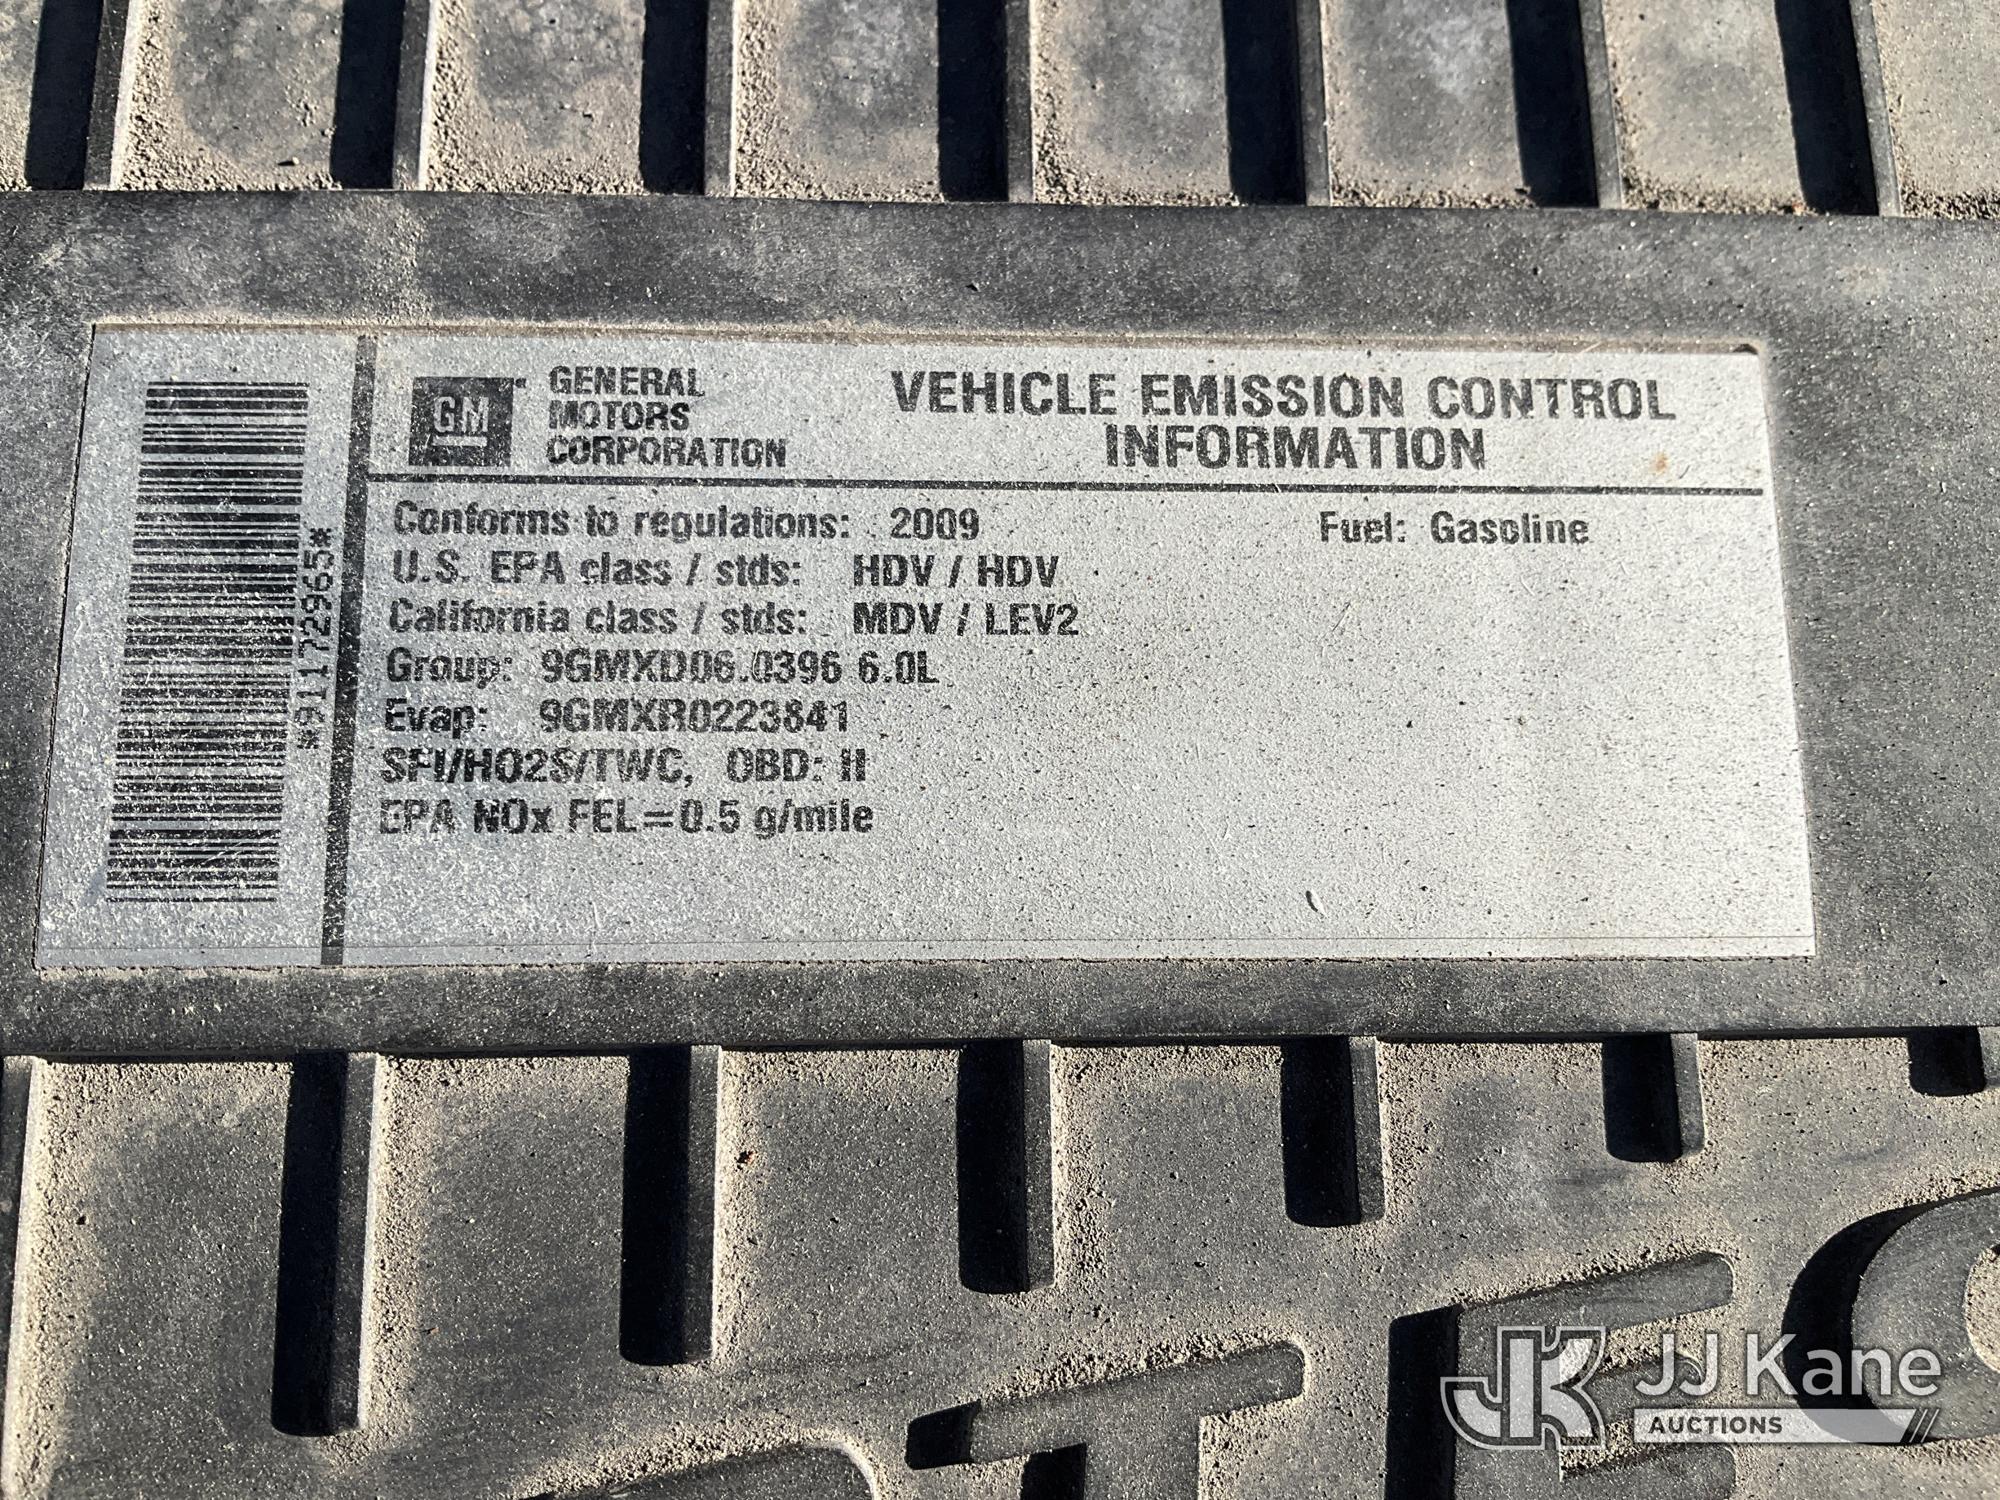 GM
GENERAL
MOTORS
CORPORATION
VEHICLE EMISSION CONTROL
INFORMATION
Conforms to regulations: 2009 Fuel: Gasoline
U.S. EPA class / stds: HDV / HDV
California class / stds: MDV / LEV2
Group: 9GMXD06.0396 6.0L
Evap: 9GMXR0223841
SFI/HO2S/TWC, OBD: II
EPA NOx FEL=0.5 g/mile
*91172965*
JK JJ Kane
AUCTIONS